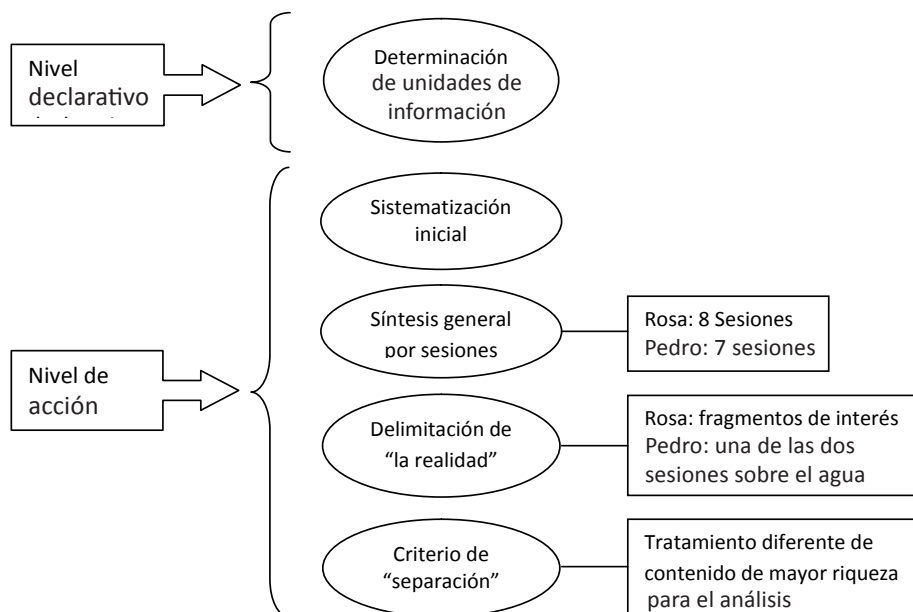 Nivel
declarativo
Determinación
de unidades de
información
Sistematización
inicial
Síntesis general
por sesiones
Rosa: 8 Sesiones
Pedro: 7 sesiones
Nivel de
acción
Delimitación de
“la realidad”
Rosa: fragmentos de interés
Pedro: una de las dos
sesiones sobre el agua
Criterio de
“separación”
Tratamiento diferente de
contenido de mayor riqueza
para el análisis